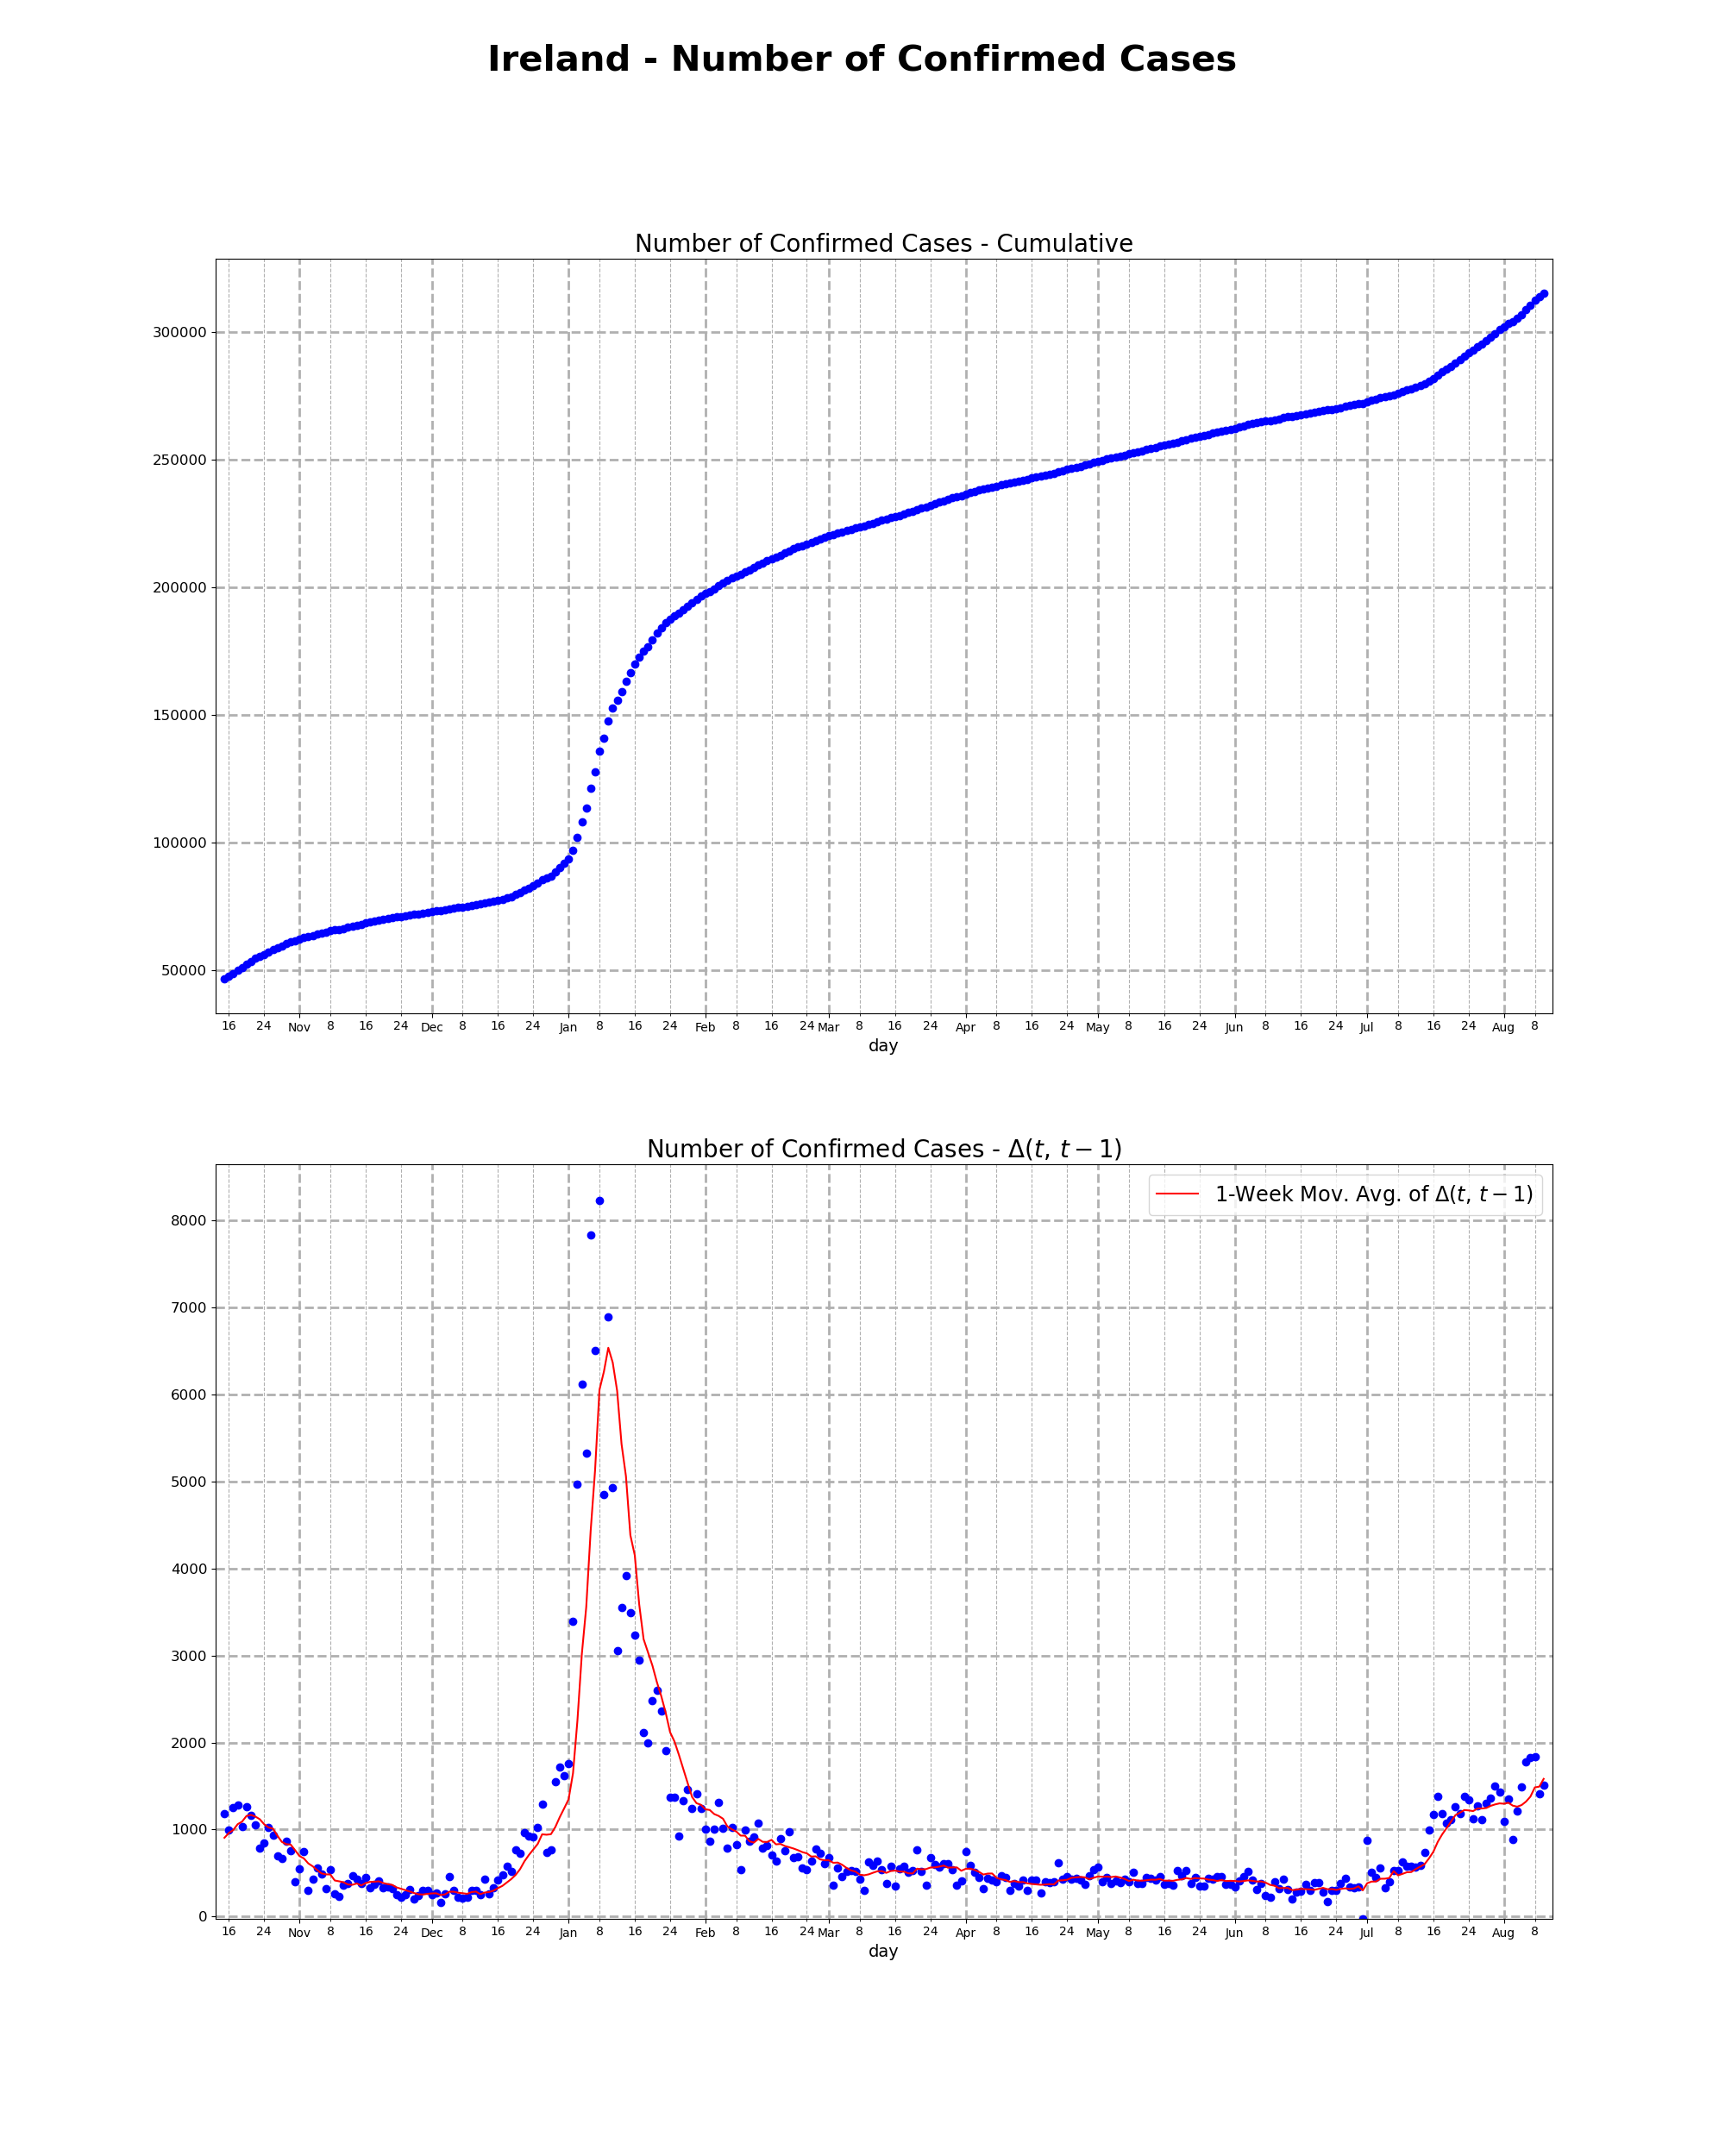 Ireland - Number of Confirmed Cases
Number of Confirmed Cases - Cumulative
300000
250000
200000
150000
100000
50000
16 24 Nov 8 16 24 Dec 8 16 24 Jan 8 16 24 Feb 8 16 24 Mar 8 16 24 Apr 8 16 24 May 8 16 24 Jun 8 16 24 Jul 8 16 24 Aug 8
day
Number of Confirmed Cases - Δ(t, t − 1)
1-Week Mov. Avg. of Δ(t, t − 1)
8000
7000
6000
5000
4000
3000
2000
1000
0
16 24 Nov 8 16 24 Dec 8 16 24 Jan 8 16 24 Feb 8 16 24 Mar 8 16 24 Apr 8 16 24 May 8 16 24 Jun 8 16 24 Jul 8 16 24 Aug 8
day